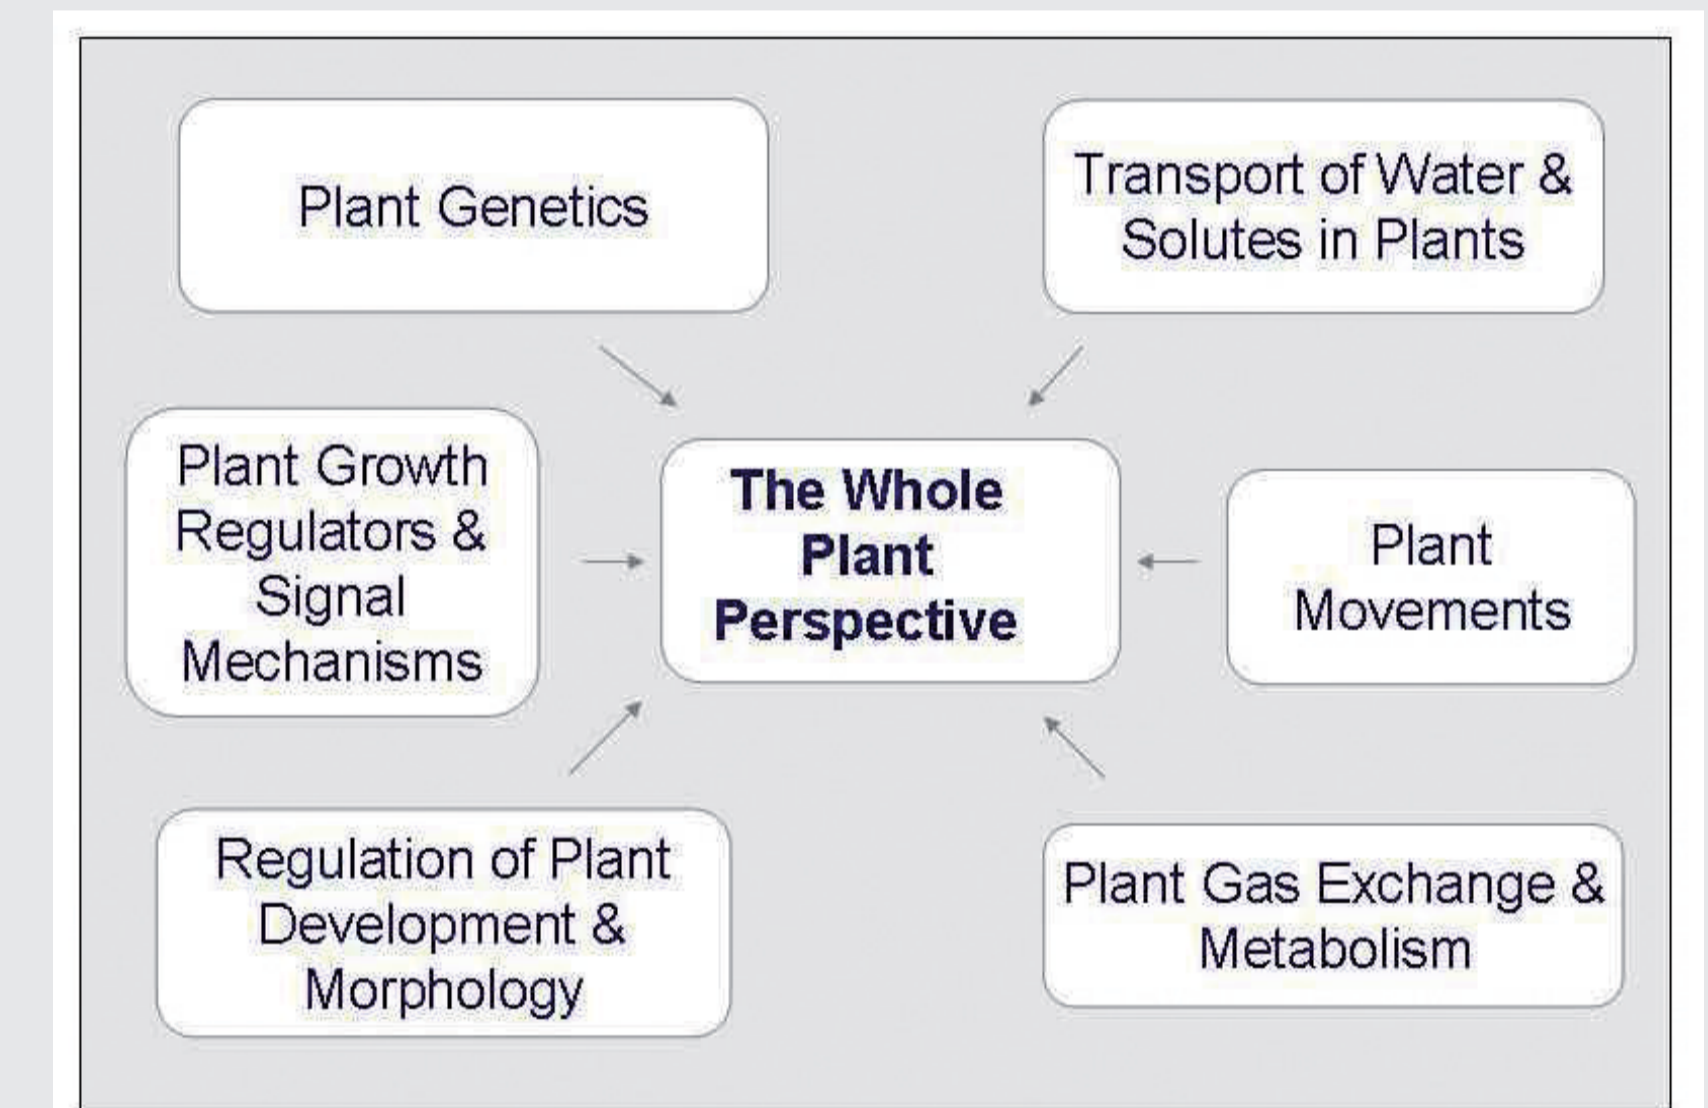 Plant Genetics
Transport of Water &
Solutes in Plants
Plant Growth
Regulators &
Signal
Mechanisms
The Whole
Plant
Perspective
Plant
Movements
Regulation of Plant
Development &
Morphology
Plant Gas Exchange &
Metabolism